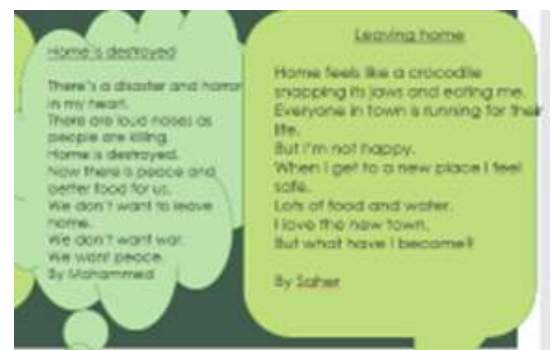 Home is destroyed
There's a disaster and horror
in my heart.
There are loud noises as
people are killing.
Home is destroyed.
Now there is peace and
better food for us.
We don't want to leave
home.
We don't want war.
We want peace.
By Mohammed
Leaving home
Home feels like a crocodile
snapping its jaws and eating me.
Everyone in town is running for their
life.
But I'm not happy.
When I get to a new place I feel
safe.
Lots of food and water.
I love the new town.
But what have I become?
By Saher